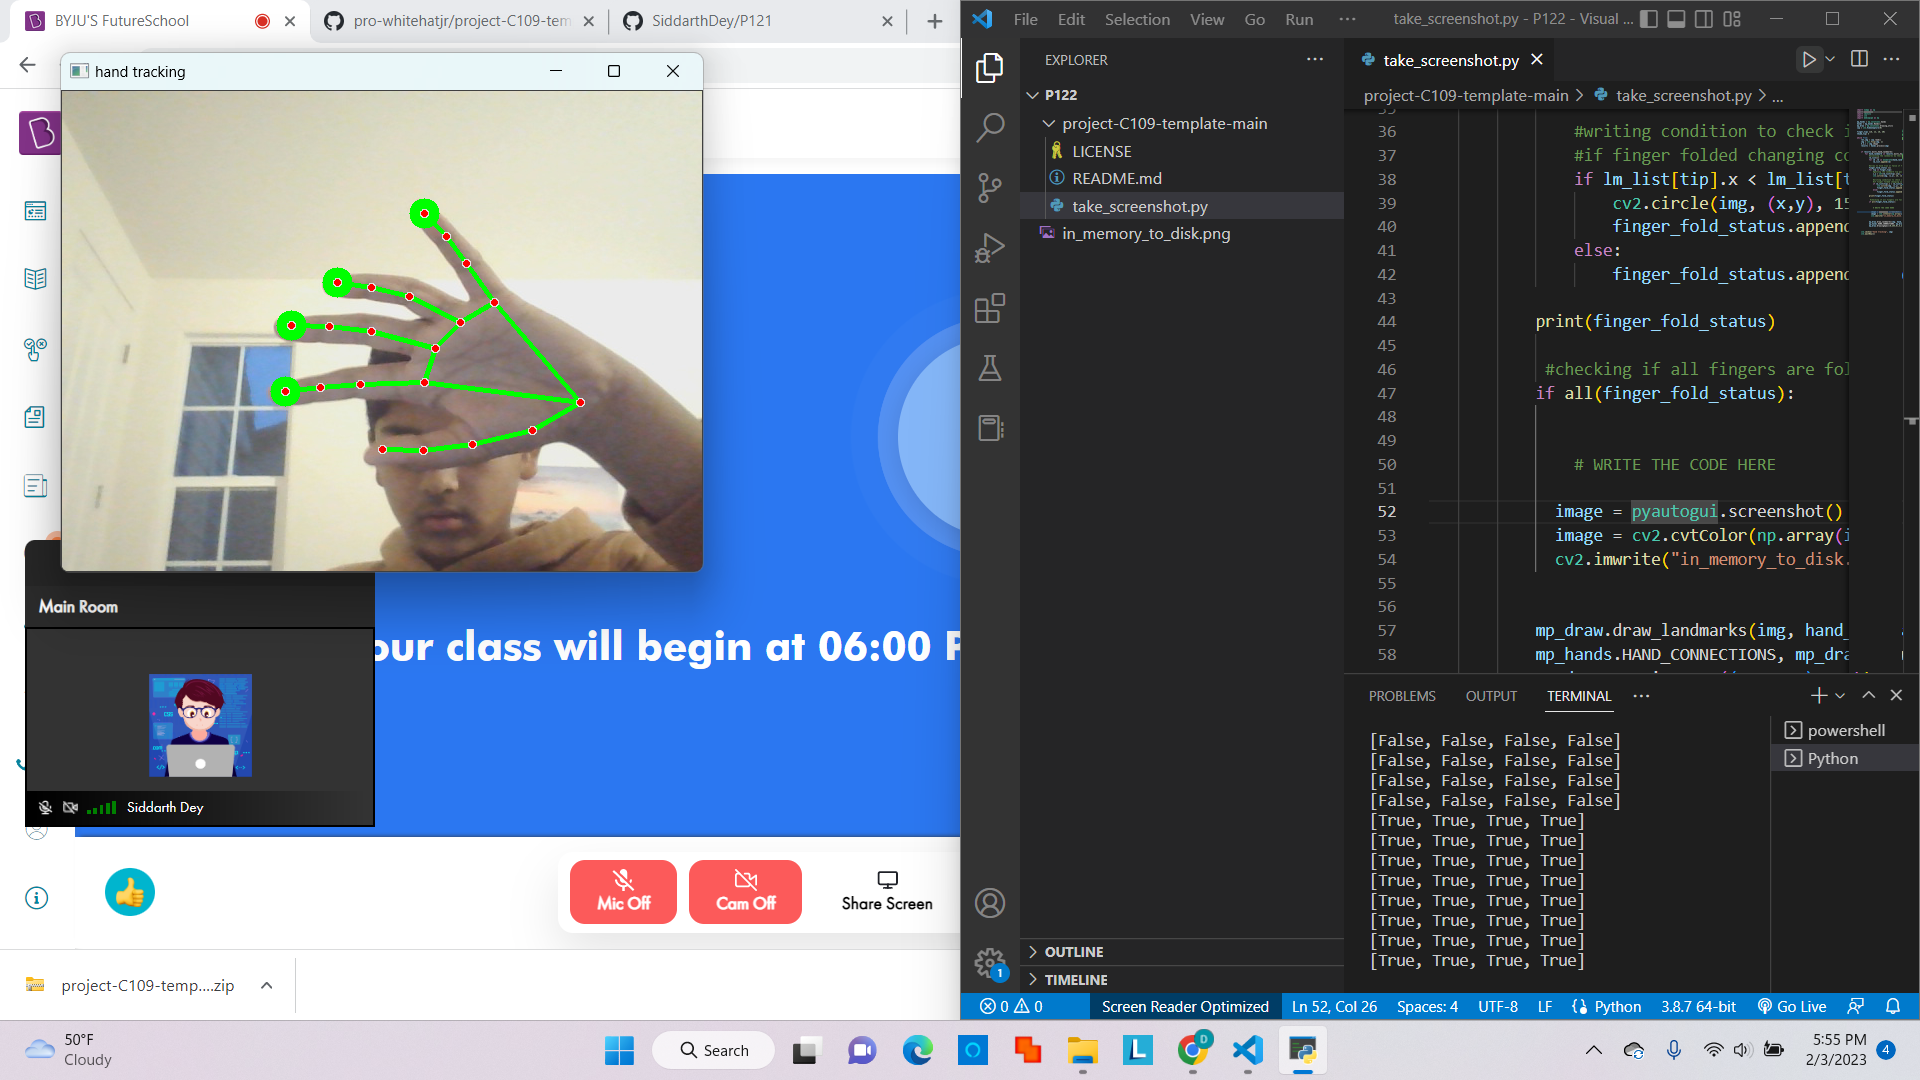 BYJU'S FutureSchool
pro-whitehatjr/project-C109-tem
SiddarthDey/P121
hand tracking
our class will begin at 06:00 P
Main Room
Siddarth Dey
Mic Off
Cam Off
Share Screen
project-C109-temp....zip
File Edit Selection View Go Run ...
take_screenshot.py - P122 - Visual ...
EXPLORER
P122
project-C109-template-main
LICENSE
README.md
take_screenshot.py
in_memory_to_disk.png
OUTLINE
TIMELINE
take_screenshot.py
project-C109-template-main > take_screenshot.py > ...
36 #writing condition to check i
37 #if finger folded changing co
38 if lm_list[tip].x < lm_list[t
39 cv2.circle(img, (x,y), 15
40 finger_fold_status.append
41 else:
42 finger_fold_status.append
43
44 print(finger_fold_status)
45
46 #checking if all fingers are fol
47 if all(finger_fold_status):
48
49
50 # WRITE THE CODE HERE
51
52 image = pyautogui.screenshot()
53 image = cv2.cvtColor(np.array(i
54 cv2.imwrite("in_memory_to_disk.
55
56
57 mp_draw.draw_landmarks(img, hand_
58 mp_hands.HAND_CONNECTIONS, mp_dra
PROBLEMS OUTPUT TERMINAL ...
[False, False, False, False]
[False, False, False, False]
[False, False, False, False]
[False, False, False, False]
[True, True, True, True]
[True, True, True, True]
[True, True, True, True]
[True, True, True, True]
[True, True, True, True]
[True, True, True, True]
[True, True, True, True]
[True, True, True, True]
powershell
Python
1
0 0 Screen Reader Optimized Ln 52, Col 26 Spaces: 4 UTF-8 LF Python 3.8.7 64-bit Go Live
50°F
Cloudy
Search
D
5:55 PM
2/3/2023
4